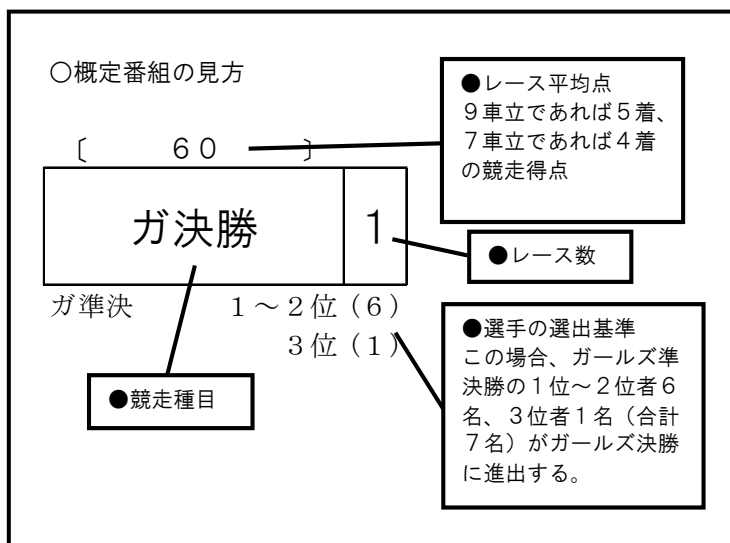 〇概定番組の見方
●レース平均点
９車立であれば５着、
７車立であれば４着
の競走得点
〔　６０　〕
ガ決勝　1
●レース数
ガ準決　１～２位（６）
３位（１）
●競走種目
●選手の選出基準
この場合、ガールズ準
決勝の１位～２位者６
名、３位者１名（合計
７名）がガールズ決勝
に進出する。